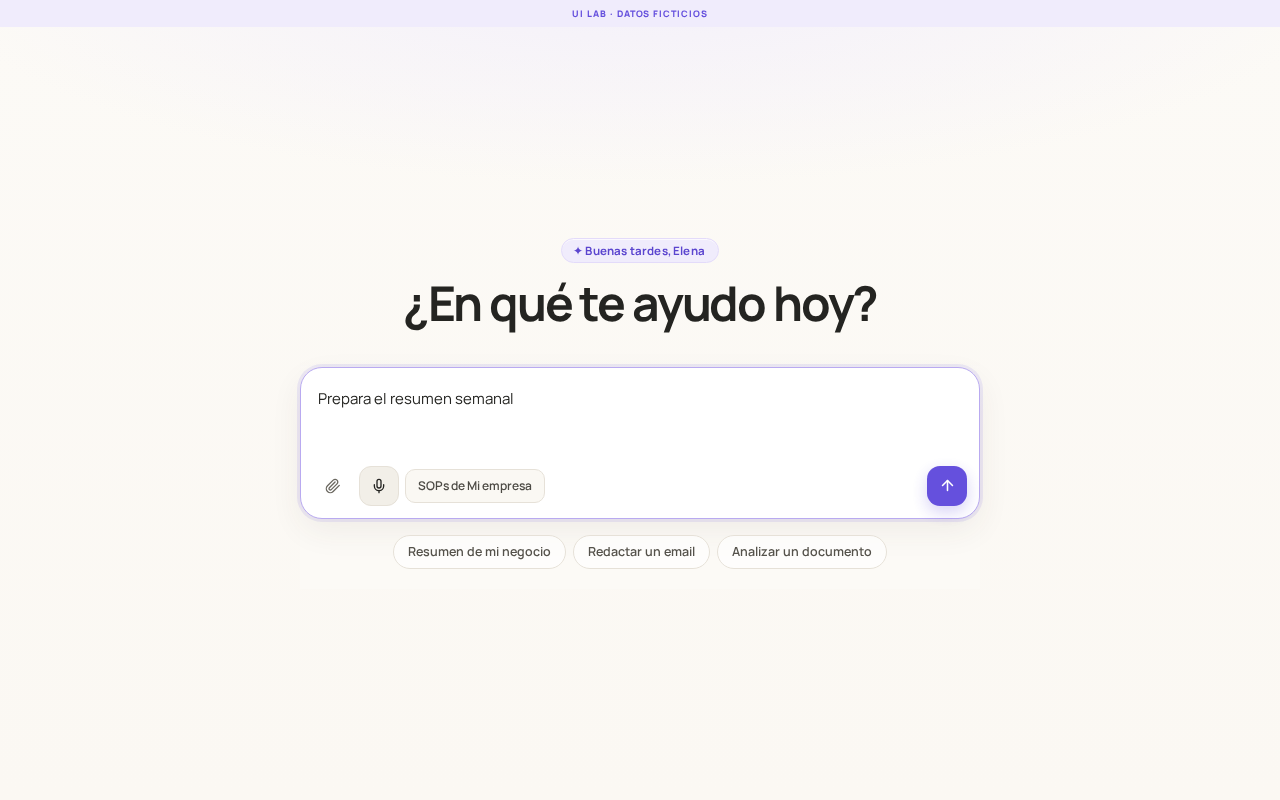 UI LAB · DATOS FICTICIOS
✦ Buenas tardes, Elena
¿En qué te ayudo hoy?
Prepara el resumen semanal
SOPs de Mi empresa
Resumen de mi negocio
Redactar un email
Analizar un documento